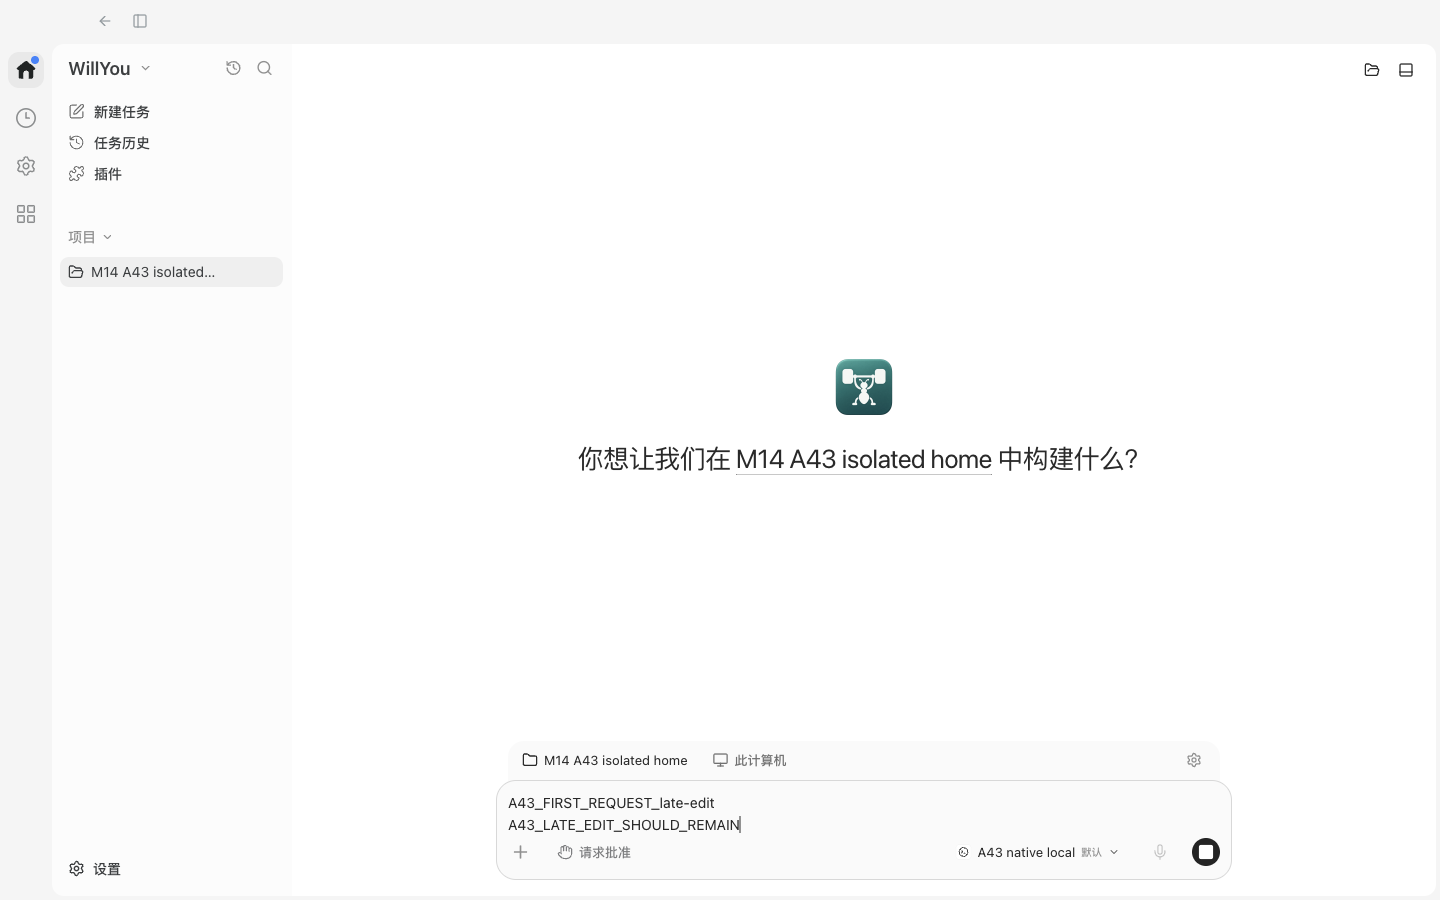 WillYou
新建任务
任务历史
插件
项目
M14 A43 isolated...
你想让我们在 M14 A43 isolated home 中构建什么?
M14 A43 isolated home
此计算机
A43_FIRST_REQUEST_late-edit
A43_LATE_EDIT_SHOULD_REMAIN
请求批准
A43 native local 默认
设置